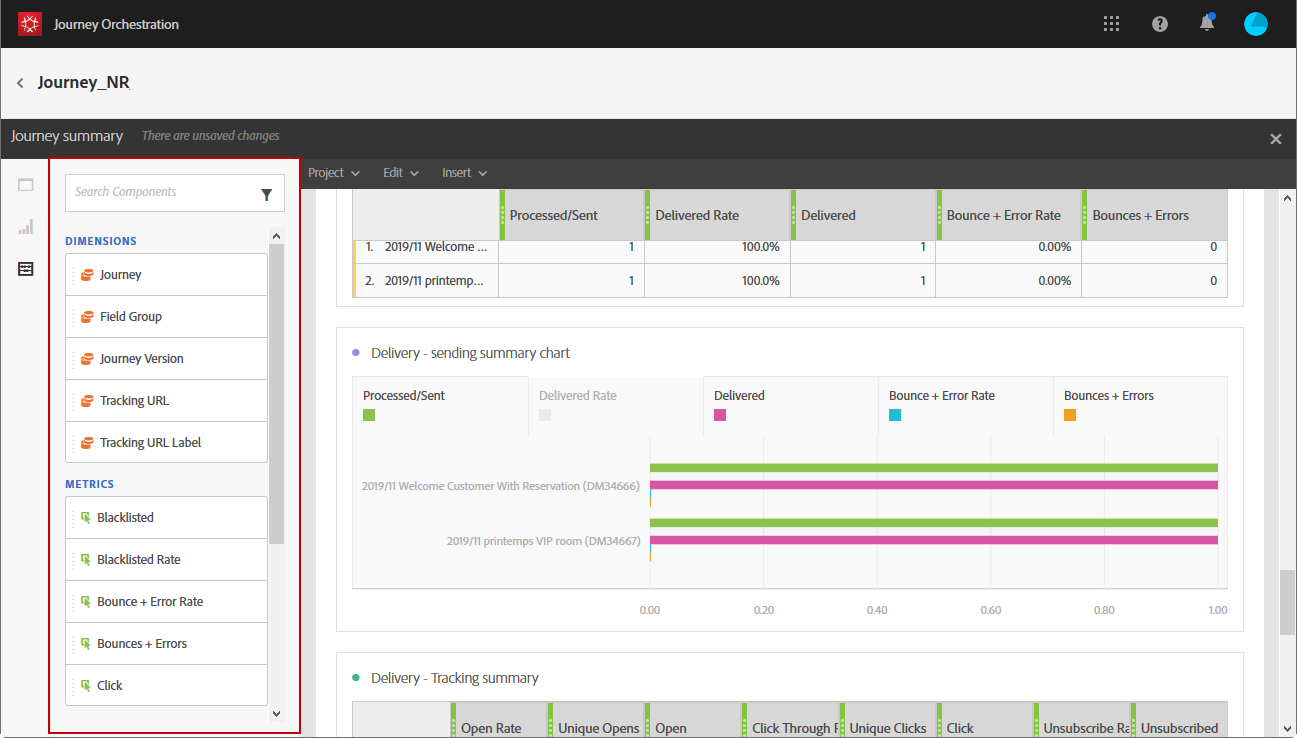 Journey Orchestration
Journey_NR
Journey summary There are unsaved changes
Search Components
DIMENSIONS
Journey
Field Group
Journey Version
Tracking URL
Tracking URL Label
METRICS
Blacklisted
Blacklisted Rate
Bounce + Error Rate
Bounces + Errors
Click
Project Edit Insert
Processed/Sent Delivered Rate Delivered Bounce + Error Rate Bounces + Errors
1. 2019/11 Welcome ... 1 100.0% 1 0.00% 0
2. 2019/11 printemp... 1 100.0% 1 0.00% 0
Delivery - sending summary chart
Processed/Sent Delivered Rate Delivered Bounce + Error Rate Bounces + Errors
2019/11 Welcome Customer With Reservation (DM34666)
2019/11 printemps VIP room (DM34667)
0.00 0.20 0.40 0.60 0.80 1.00
Delivery - Tracking summary
Open Rate Unique Opens Open Click Through Unique Clicks Click Unsubscribe Unsubscribed